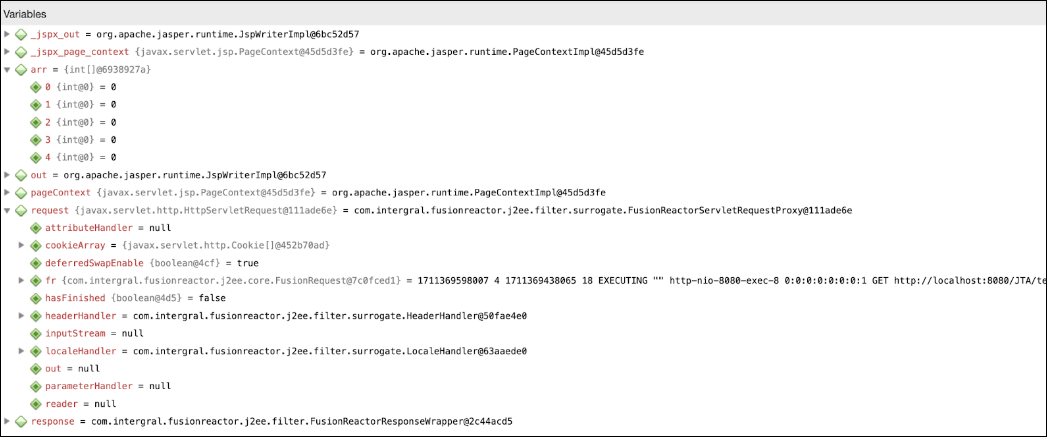 Variables
_jspx_out = org.apache.jasper.runtime.JspWriterImpl@6bc52d57
_jspx_page_context {javax.servlet.jsp.PageContext@45d5d3fe} = org.apache.jasper.runtime.PageContextImpl@45d5d3fe
arr = {int[]@6938927a}
0 {int@0} = 0
1 {int@0} = 0
2 {int@0} = 0
3 {int@0} = 0
4 {int@0} = 0
out = org.apache.jasper.runtime.JspWriterImpl@6bc52d57
pageContext {javax.servlet.jsp.PageContext@45d5d3fe} = org.apache.jasper.runtime.PageContextImpl@45d5d3fe
request {javax.servlet.http.HttpServletRequest@111ade6e} = com.intergral.fusionreactor.j2ee.filter.surrogate.FusionReactorServletRequestProxy@111ade6e
attributeHandler = null
cookieArray = {javax.servlet.http.Cookie[]@452b70ad}
deferredSwapEnable {boolean@4cf} = true
fr {com.intergral.fusionreactor.j2ee.core.FusionRequest@7c0fced1} = 1711369598007 4 1711369438065 18 EXECUTING "" http-nio-8080-exec-8 0:0:0:0:0:0:0:1 GET http://localhost:8080/JTA/te
hasFinished {boolean@4d5} = false
headerHandler = com.intergral.fusionreactor.j2ee.filter.surrogate.HeaderHandler@50fae4e0
inputStream = null
localeHandler = com.intergral.fusionreactor.j2ee.filter.surrogate.LocaleHandler@63aaede0
out = null
parameterHandler = null
reader = null
response = com.intergral.fusionreactor.j2ee.filter.FusionReactorResponseWrapper@2c44acd5